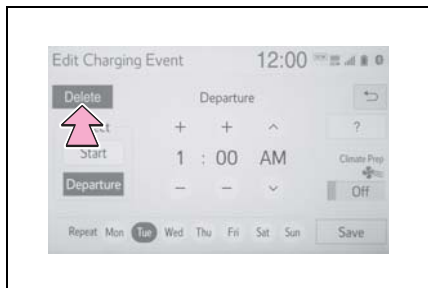 Edit Charging Event 12:00
Delete Departure
+ + ?
Start 1 : 00 AM Climate Prep
Departure - - Off
Repeat Mon Tue Wed Thu Fri Sat Sun Save